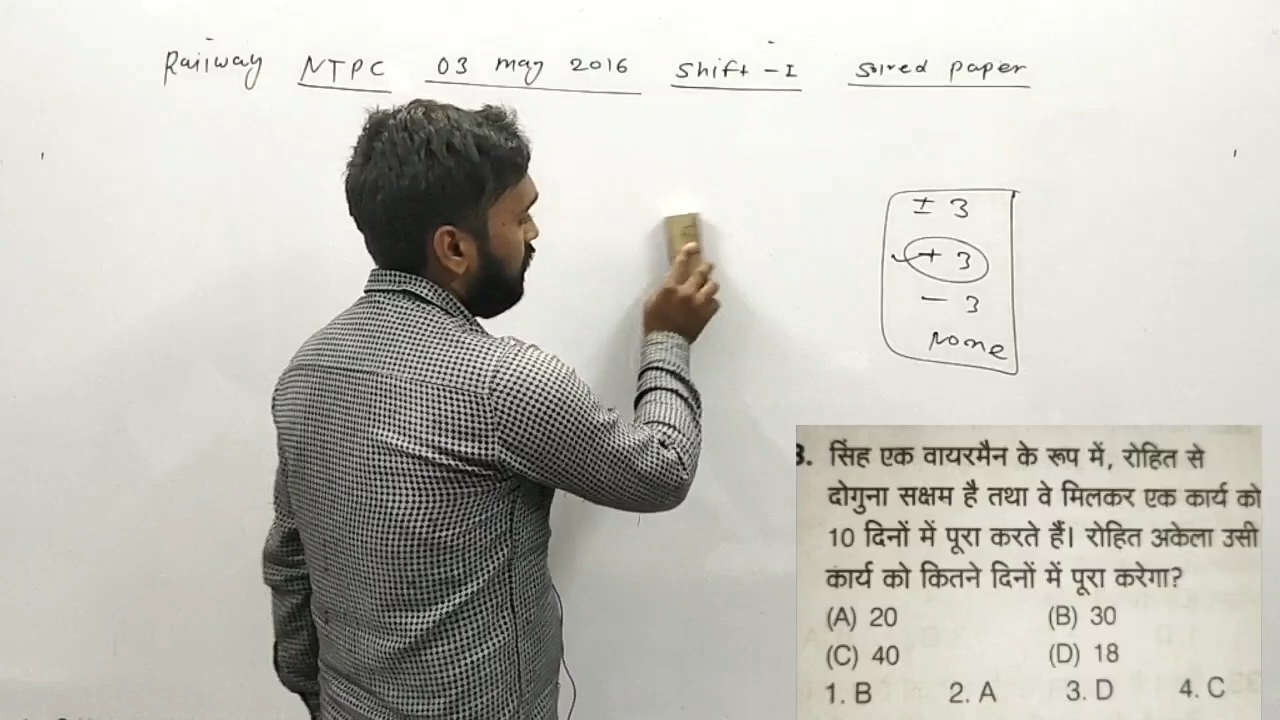 Railway NTPC 03 May 2016 Shift-I Solved paper
± 3
+ 3
- 3
None
3. सिंह एक वायरमैन के रूप में, रोहित से
दोगुना सक्षम है तथा वे मिलकर एक कार्य को
10 दिनों में पूरा करते हैं। रोहित अकेला उसी
कार्य को कितने दिनों में पूरा करेगा?
(A) 20 (B) 30
(C) 40 (D) 18
1. B 2. A 3. D 4. C